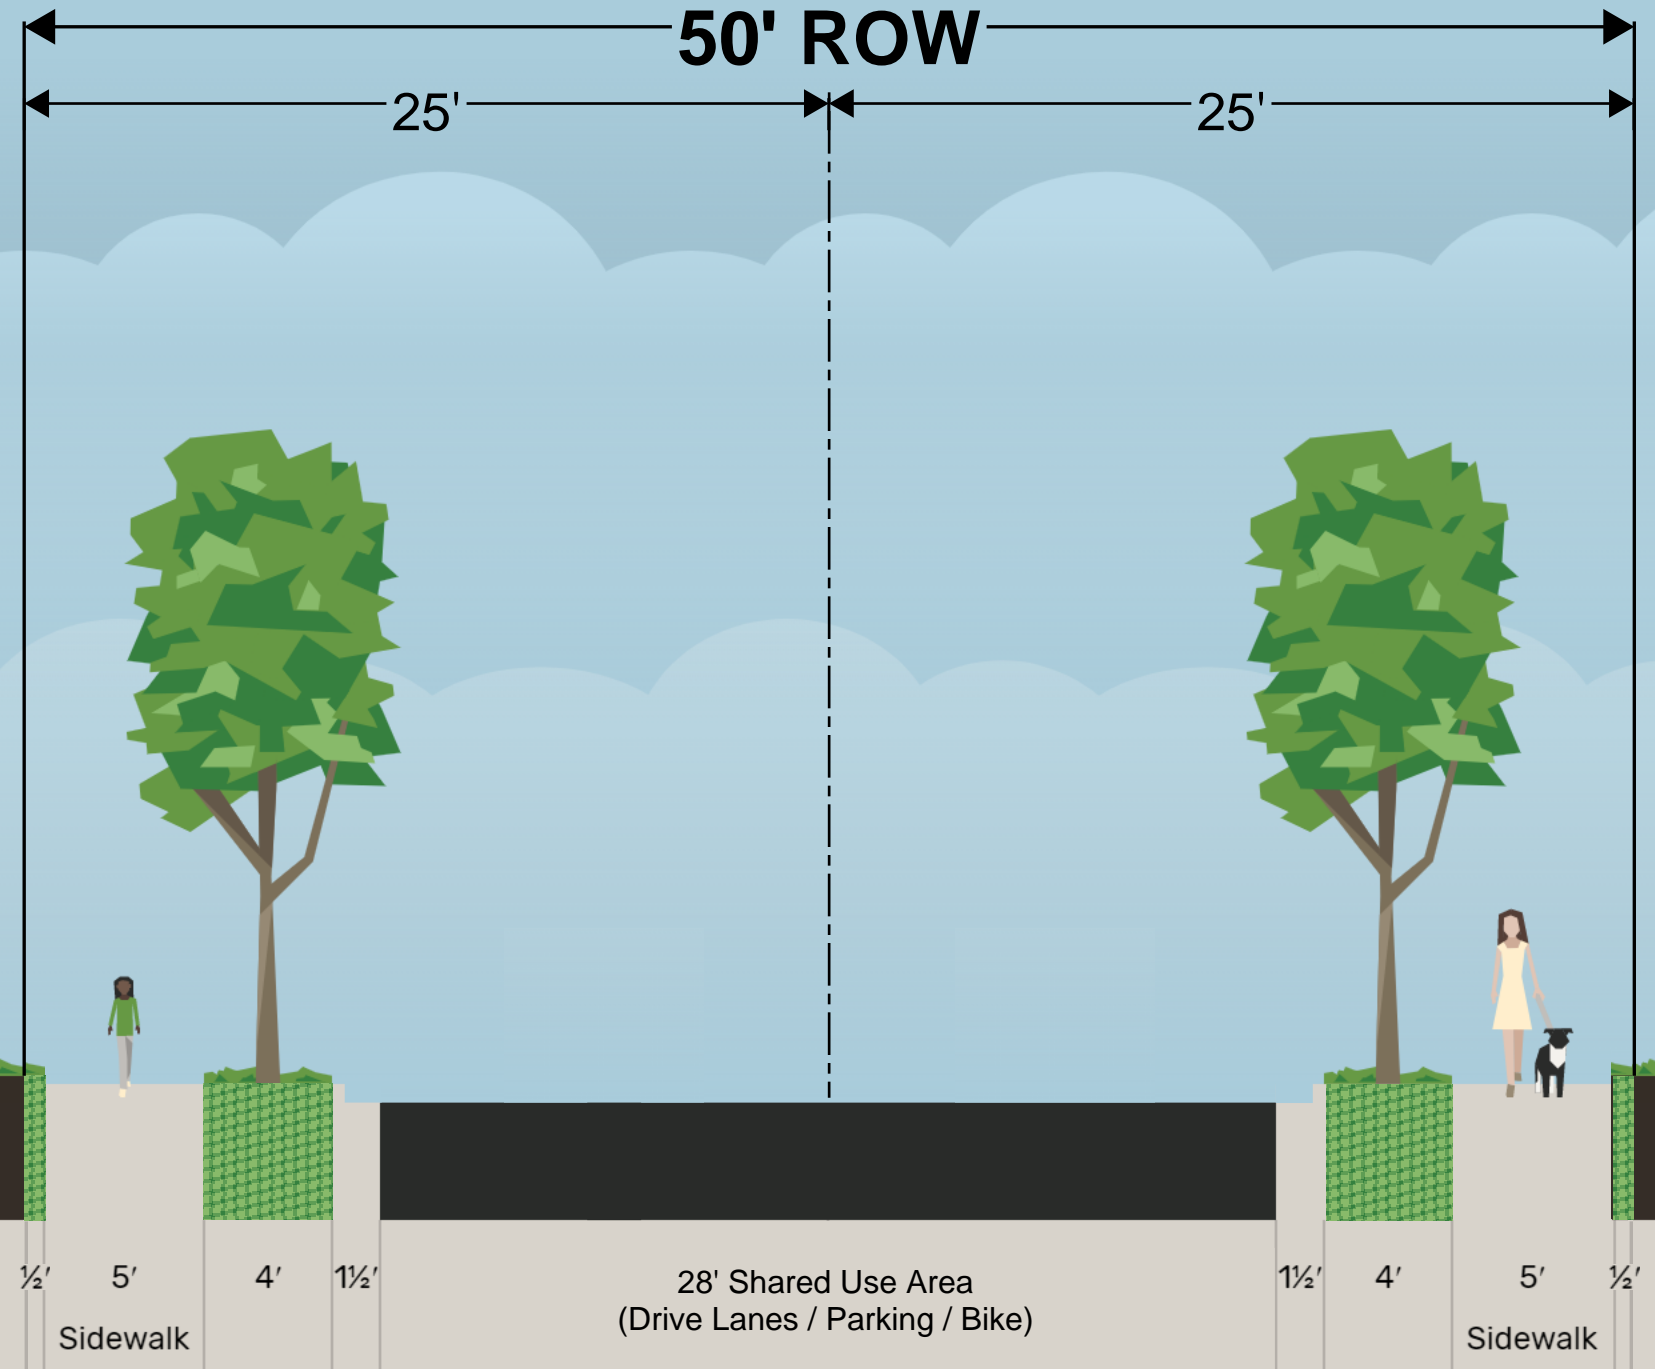 50' ROW
25' 25'
½' 5' 4' 1½' 28' Shared Use Area 1½' 4' 5' ½'
(Drive Lanes / Parking / Bike)
Sidewalk Sidewalk